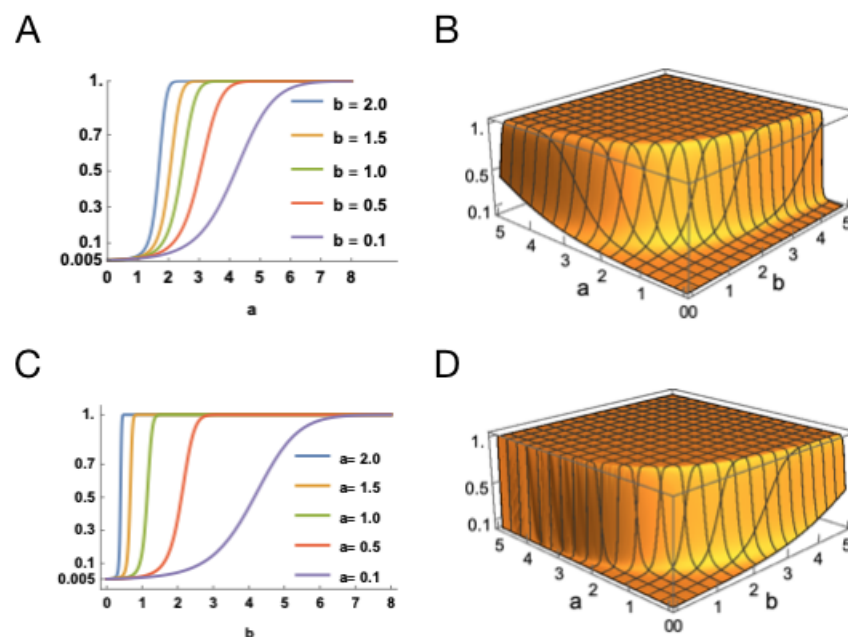 A
1.
0.7
0.5
0.3
0.1
0.005
0 1 2 3 4 5 6 7 8
a
b = 2.0
b = 1.5
b = 1.0
b = 0.5
b = 0.1
B
1.
0.5
0.1
5 4 3 2 1 00 1 2 3 4 5
a b
C
1.
0.7
0.5
0.3
0.1
0.005
0 1 2 3 4 5 6 7 8
b
a= 2.0
a= 1.5
a= 1.0
a= 0.5
a= 0.1
D
1.
0.5
0.1
5 4 3 2 1 00 1 2 3 4 5
a b